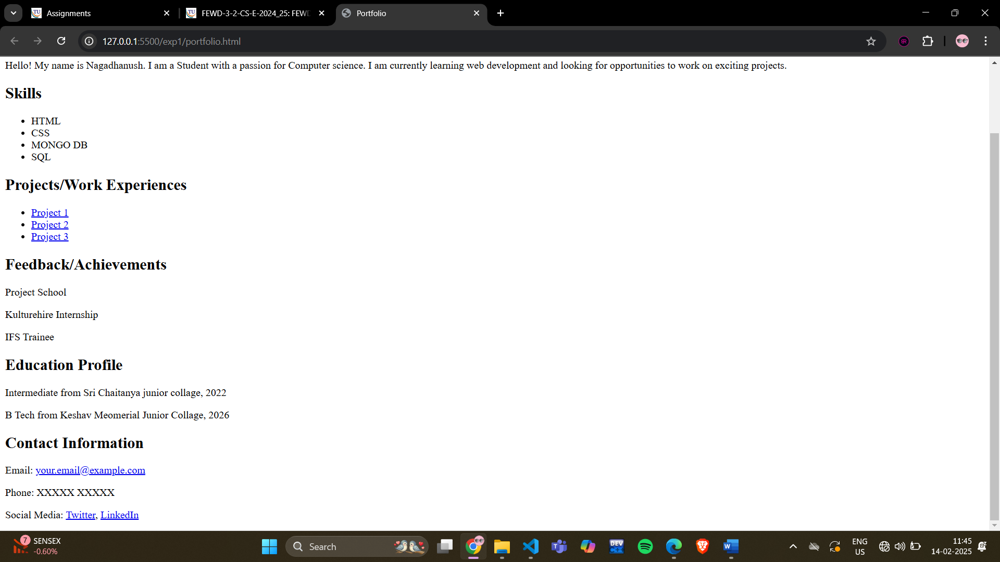 Assignments
FEWD-3-2-CS-E-2024_25: FEWD
Portfolio
127.0.0.1:5500/exp1/portfolio.html
Hello! My name is Nagadhanush. I am a Student with a passion for Computer science. I am currently learning web development and looking for opportunities to work on exciting projects.
Skills
HTML
CSS
MONGO DB
SQL
Projects/Work Experiences
Project 1
Project 2
Project 3
Feedback/Achievements
Project School
Kulturehire Internship
IFS Trainee
Education Profile
Intermediate from Sri Chaitanya junior collage, 2022
B Tech from Keshav Meomerial Junior Collage, 2026
Contact Information
Email: your.email@example.com
Phone: XXXXX XXXXX
Social Media: Twitter, LinkedIn
7
SENSEX
-0.60%
Search
DEV
ENG
US
11:45
14-02-2025